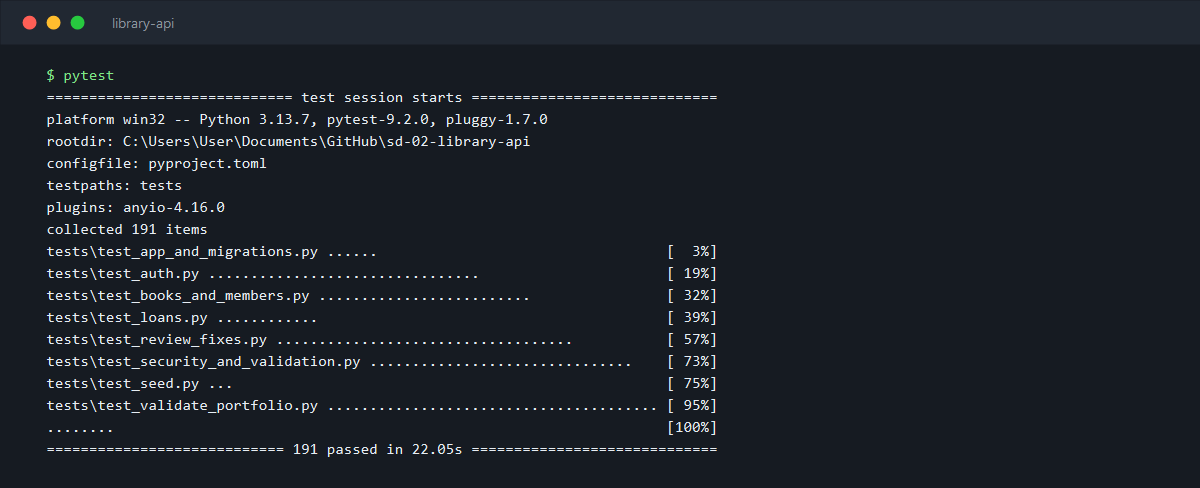 library-api
$ pytest
============================= test session starts =============================
platform win32 -- Python 3.13.7, pytest-9.2.0, pluggy-1.7.0
rootdir: C:\Users\User\Documents\GitHub\sd-02-library-api
configfile: pyproject.toml
testpaths: tests
plugins: anyio-4.16.0
collected 191 items
tests\test_app_and_migrations.py ......                                  [  3%]
tests\test_auth.py ................................                      [ 19%]
tests\test_books_and_members.py .........................                [ 32%]
tests\test_loans.py ............                                         [ 39%]
tests\test_review_fixes.py ...................................           [ 57%]
tests\test_security_and_validation.py ...............................    [ 73%]
tests\test_seed.py ...                                                   [ 75%]
tests\test_validate_portfolio.py ....................................... [ 95%]
........                                                                 [100%]
============================ 191 passed in 22.05s =============================